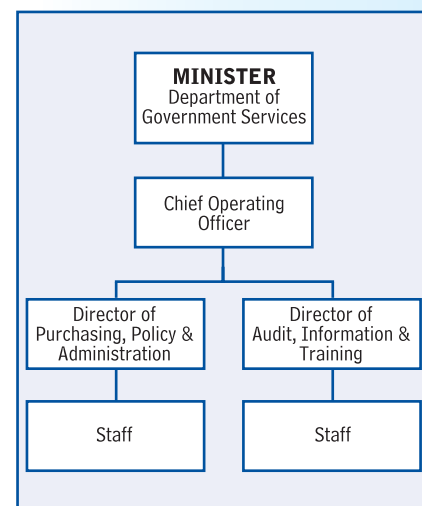 MINISTER
Department of
Government Services
Chief Operating
Officer
Director of
Purchasing, Policy &
Administration
Director of
Audit, Information &
Training
Staff
Staff